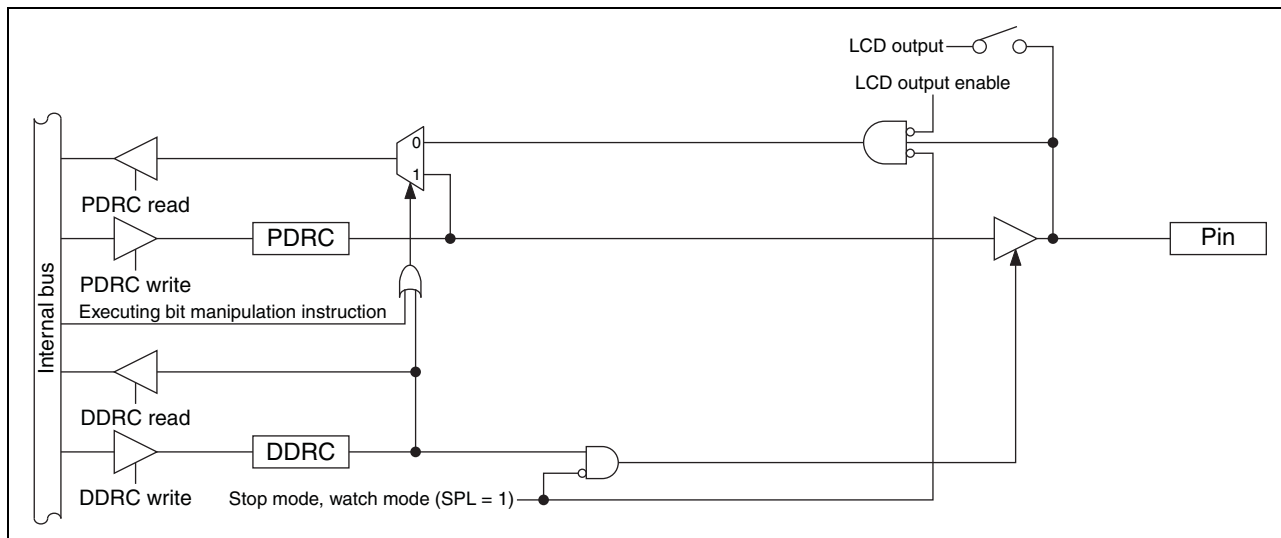 LCD output
LCD output enable
0
1
PDRC read
PDRC
Pin
PDRC write
Executing bit manipulation instruction
Internal bus
DDRC read
DDRC
DDRC write
Stop mode, watch mode (SPL = 1)